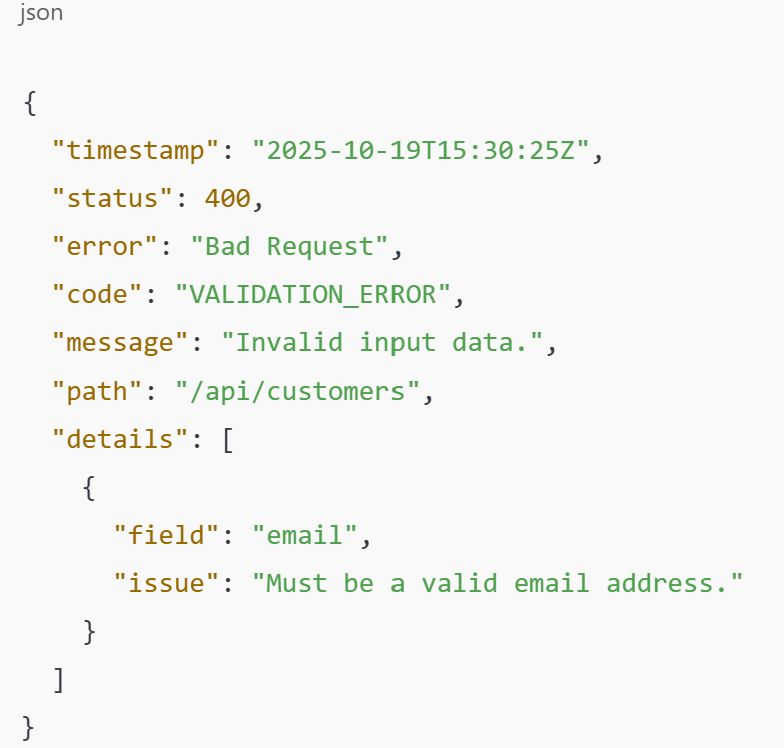 json
{
  "timestamp": "2025-10-19T15:30:25Z",
  "status": 400,
  "error": "Bad Request",
  "code": "VALIDATION_ERROR",
  "message": "Invalid input data.",
  "path": "/api/customers",
  "details": [
    {
      "field": "email",
      "issue": "Must be a valid email address."
    }
  ]
}